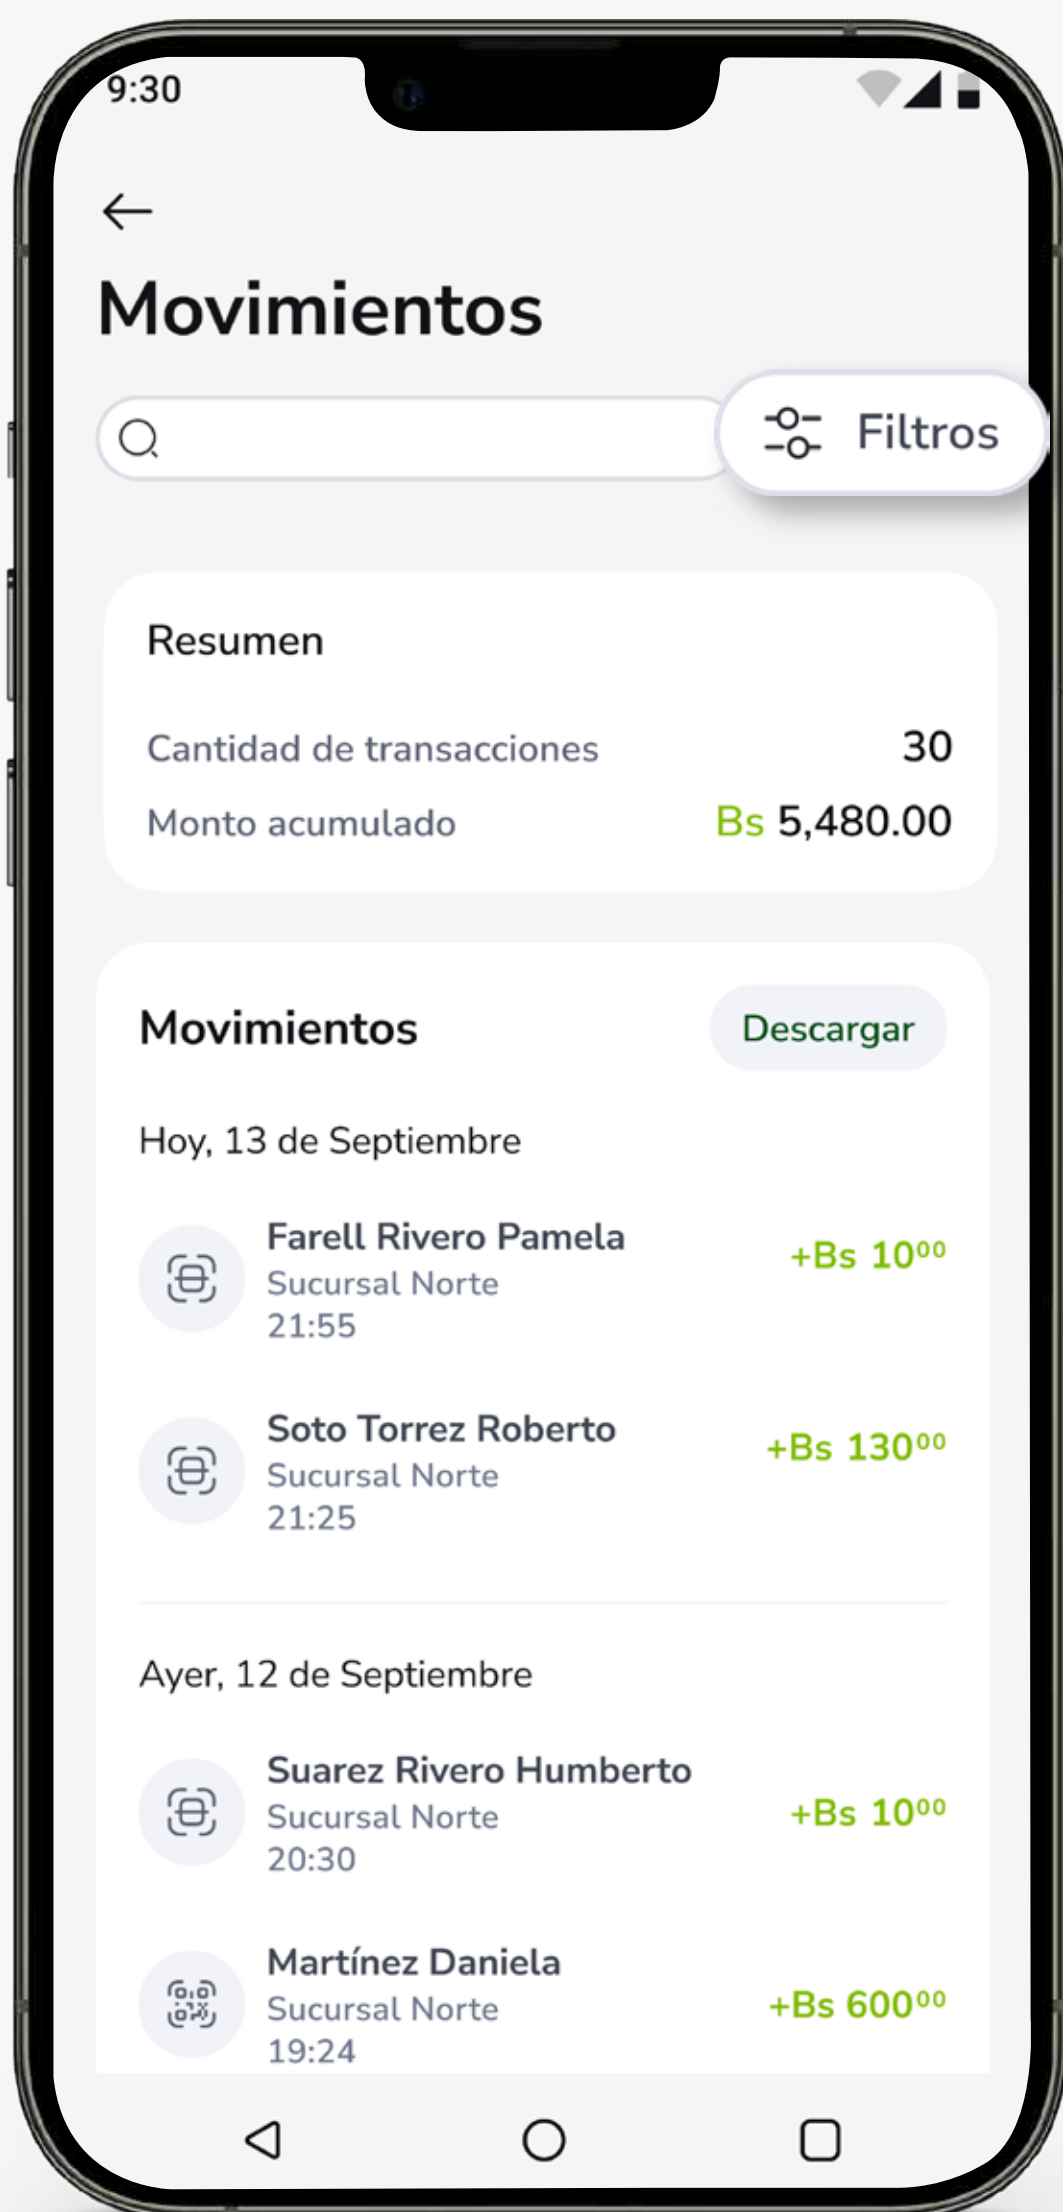 9:30
Movimientos
Filtros
Resumen
Cantidad de transacciones 30
Monto acumulado Bs 5,480.00
Movimientos Descargar
Hoy, 13 de Septiembre
Farell Rivero Pamela
+Bs 10⁰⁰
Sucursal Norte
21:55
Soto Torrez Roberto
+Bs 130⁰⁰
Sucursal Norte
21:25
Ayer, 12 de Septiembre
Suarez Rivero Humberto
+Bs 10⁰⁰
Sucursal Norte
20:30
Martínez Daniela
+Bs 600⁰⁰
Sucursal Norte
19:24